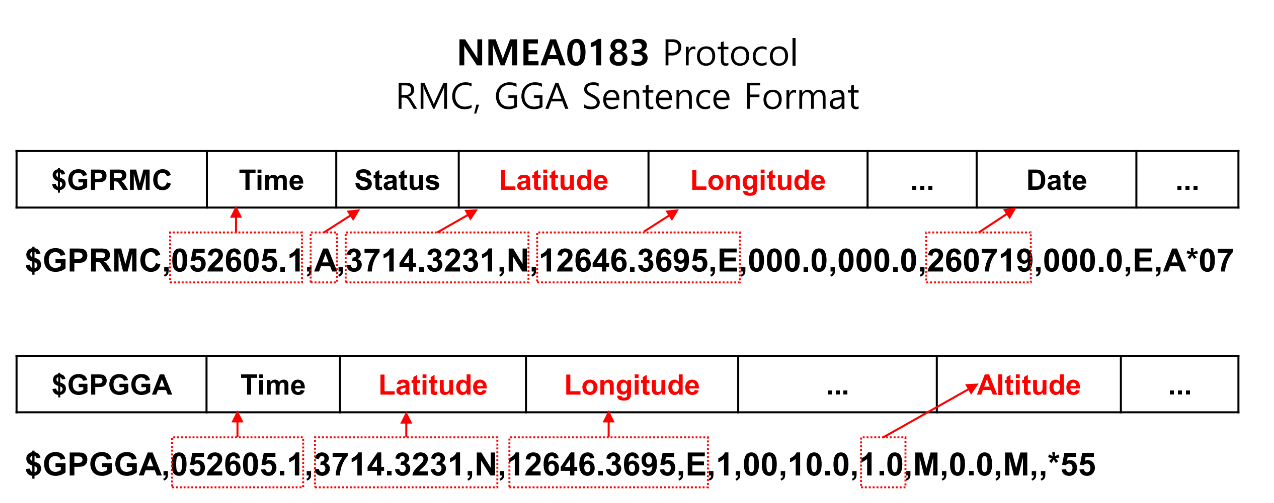 NMEA0183 Protocol
RMC, GGA Sentence Format
$GPRMC Time Status Latitude Longitude ... Date ...
$GPRMC,052605.1,A,3714.3231,N,12646.3695,E,000.0,000.0,260719,000.0,E,A*07
$GPGGA Time Latitude Longitude ... Altitude ...
$GPGGA,052605.1,3714.3231,N,12646.3695,E,1,00,10.0,1.0,M,0.0,M,,*55